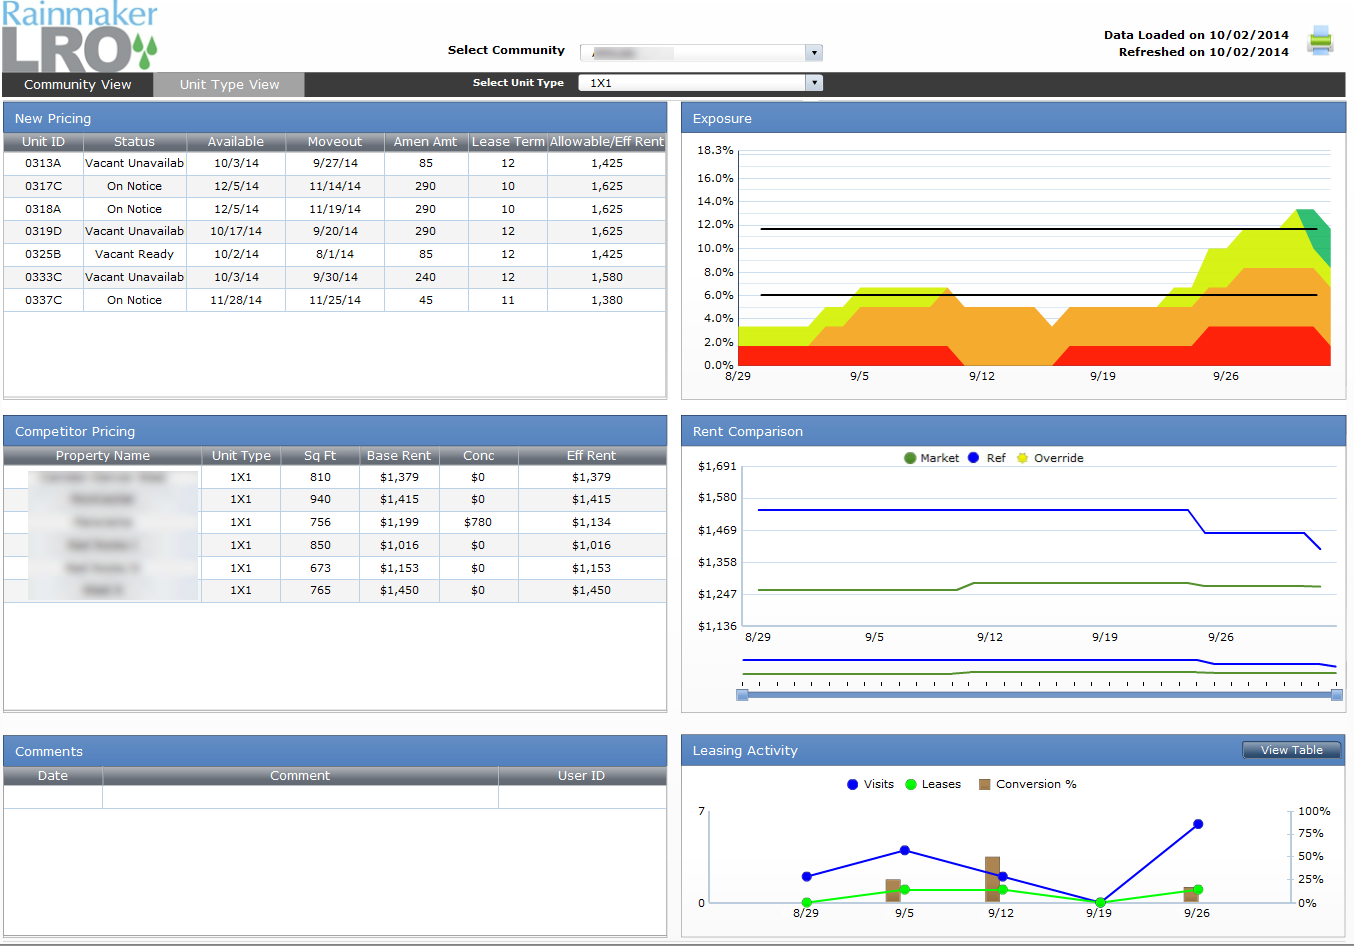 Rainmaker
LRO
Select Community
Data Loaded on 10/02/2014
Refreshed on 10/02/2014
Community View Unit Type View Select Unit Type 1X1
New Pricing
Unit ID Status Available Moveout Amen Amt Lease Term Allowable/Eff Rent
0313A Vacant Unavailab 10/3/14 9/27/14 85 12 1,425
0317C On Notice 12/5/14 11/14/14 290 10 1,625
0318A On Notice 12/5/14 11/19/14 290 10 1,625
0319D Vacant Unavailab 10/17/14 9/20/14 290 12 1,625
0325B Vacant Ready 10/2/14 8/1/14 85 12 1,425
0333C Vacant Unavailab 10/3/14 9/30/14 240 12 1,580
0337C On Notice 11/28/14 11/25/14 45 11 1,380
Exposure
18.3%
16.0%
14.0%
12.0%
10.0%
8.0%
6.0%
4.0%
2.0%
0.0%
8/29 9/5 9/12 9/19 9/26
Competitor Pricing
Property Name Unit Type Sq Ft Base Rent Conc Eff Rent
1X1 810 $1,379 $0 $1,379
1X1 940 $1,415 $0 $1,415
1X1 756 $1,199 $780 $1,134
1X1 850 $1,016 $0 $1,016
1X1 673 $1,153 $0 $1,153
1X1 765 $1,450 $0 $1,450
Rent Comparison
Market Ref Override
$1,691
$1,580
$1,469
$1,358
$1,247
$1,136
8/29 9/5 9/12 9/19 9/26
Comments
Date Comment User ID
Leasing Activity View Table
Visits Leases Conversion %
7 100%
75%
50%
25%
0 0%
8/29 9/5 9/12 9/19 9/26